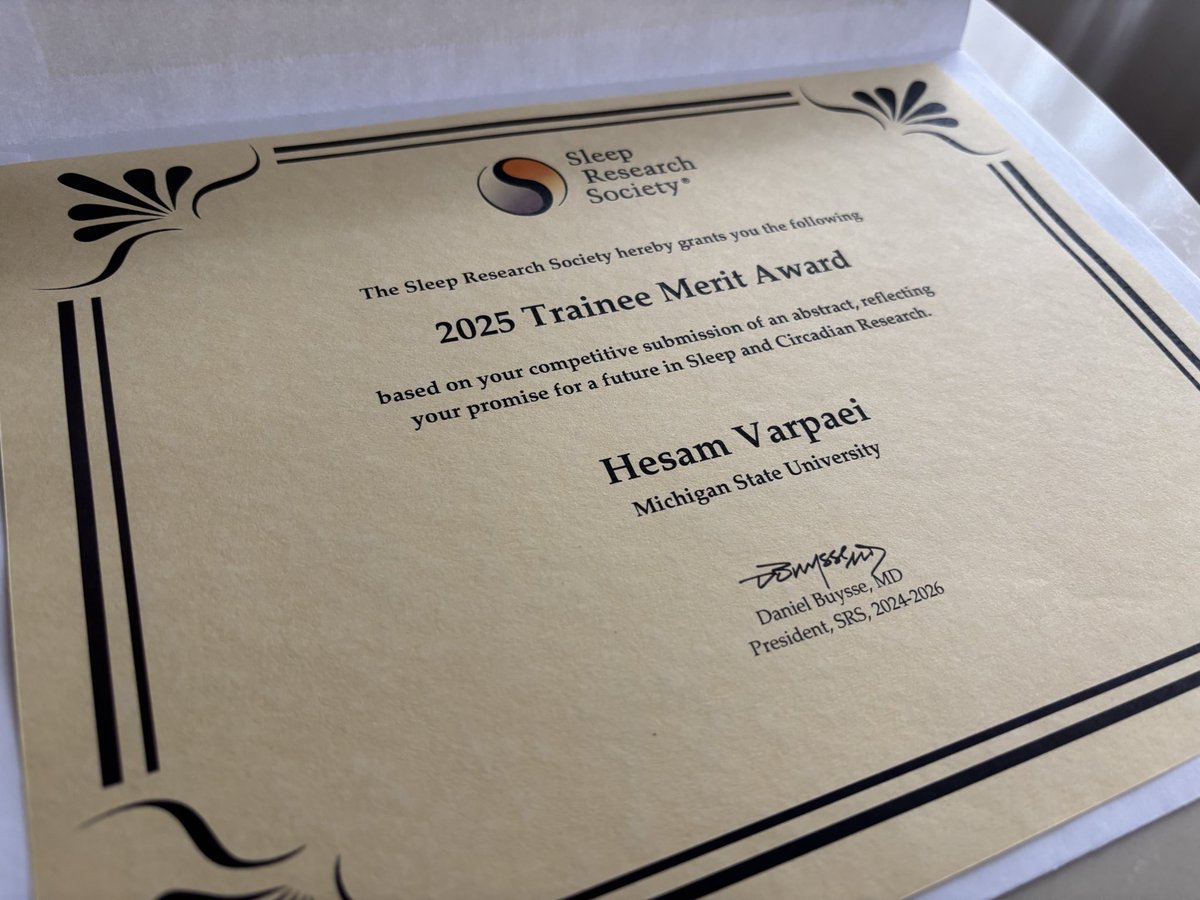 Sleep
Research
Society®
The Sleep Research Society hereby grants you the following
2025 Trainee Merit Award
based on your competitive submission of an abstract, reflecting
your promise for a future in Sleep and Circadian Research.
Hesam Varpaei
Michigan State University
DBuysseMD
Daniel Buysse, MD
President, SRS, 2024-2026